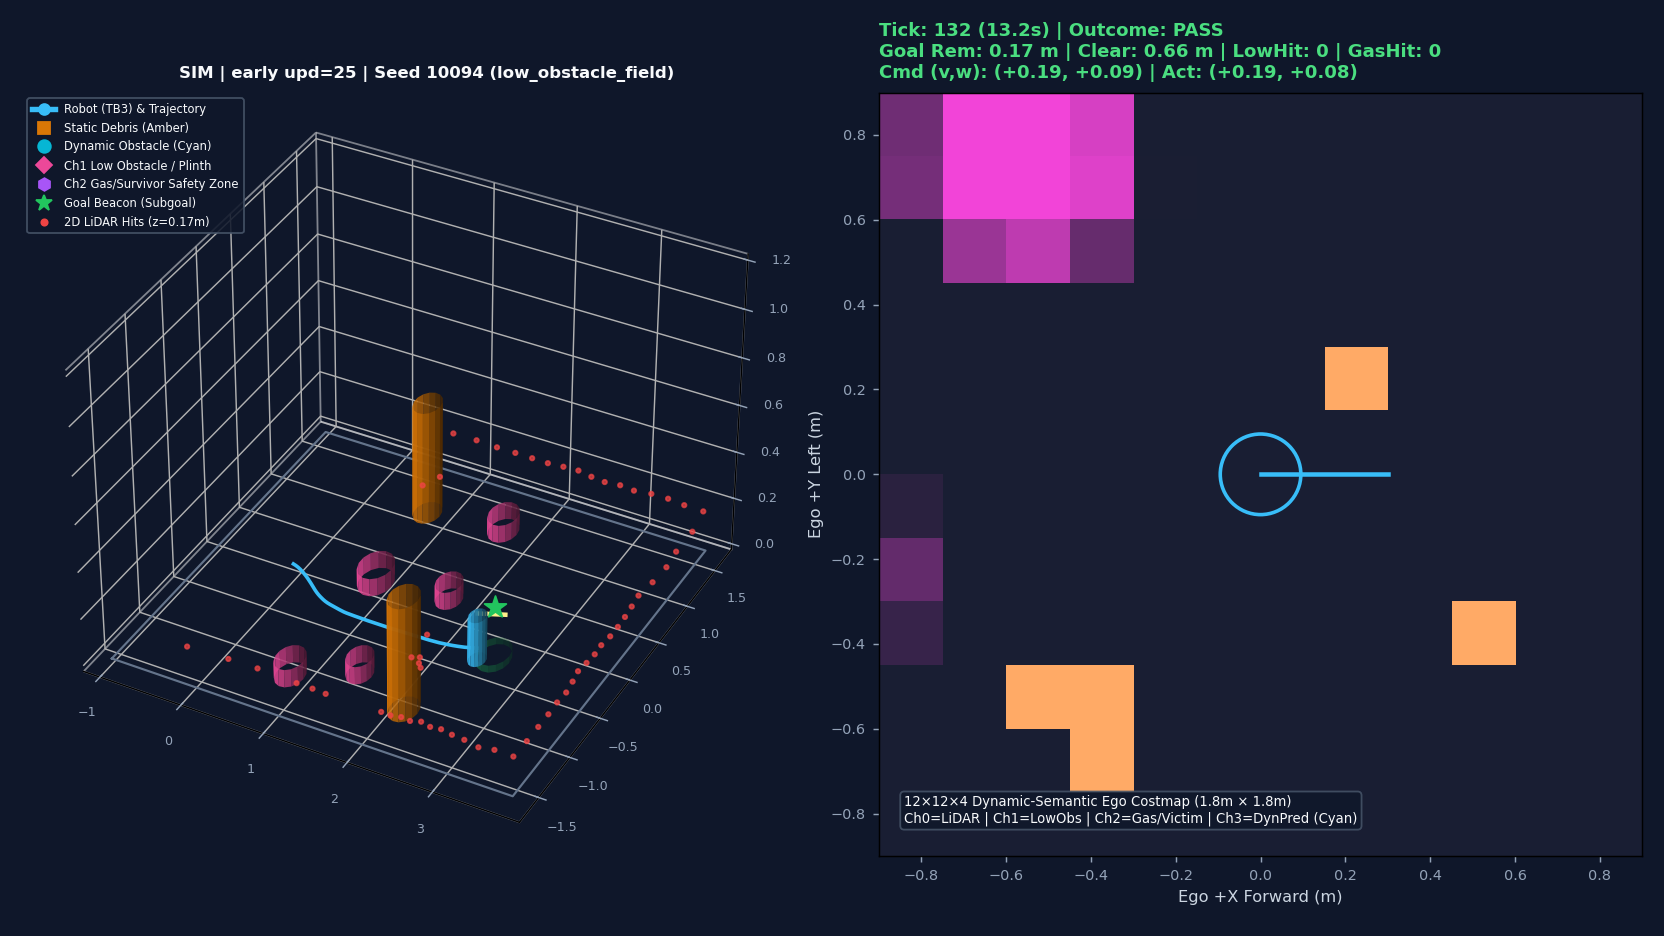 SIM | early upd=25 | Seed 10094 (low_obstacle_field)
Robot (TB3) & Trajectory
Static Debris (Amber)
Dynamic Obstacle (Cyan)
Ch1 Low Obstacle / Plinth
Ch2 Gas/Survivor Safety Zone
Goal Beacon (Subgoal)
2D LiDAR Hits (z=0.17m)
1.2
1.0
0.8
0.6
0.4
0.2
0.0
1.5
1.0
0.5
0.0
−0.5
−1.0
−1.5
−1
0
1
2
3
Tick: 132 (13.2s) | Outcome: PASS
Goal Rem: 0.17 m | Clear: 0.66 m | LowHit: 0 | GasHit: 0
Cmd (v,w): (+0.19, +0.09) | Act: (+0.19, +0.08)
Ego +Y Left (m)
0.8
0.6
0.4
0.2
0.0
−0.2
−0.4
−0.6
−0.8
12×12×4 Dynamic-Semantic Ego Costmap (1.8m × 1.8m)
Ch0=LiDAR | Ch1=LowObs | Ch2=Gas/Victim | Ch3=DynPred (Cyan)
−0.8 −0.6 −0.4 −0.2 0.0 0.2 0.4 0.6 0.8
Ego +X Forward (m)